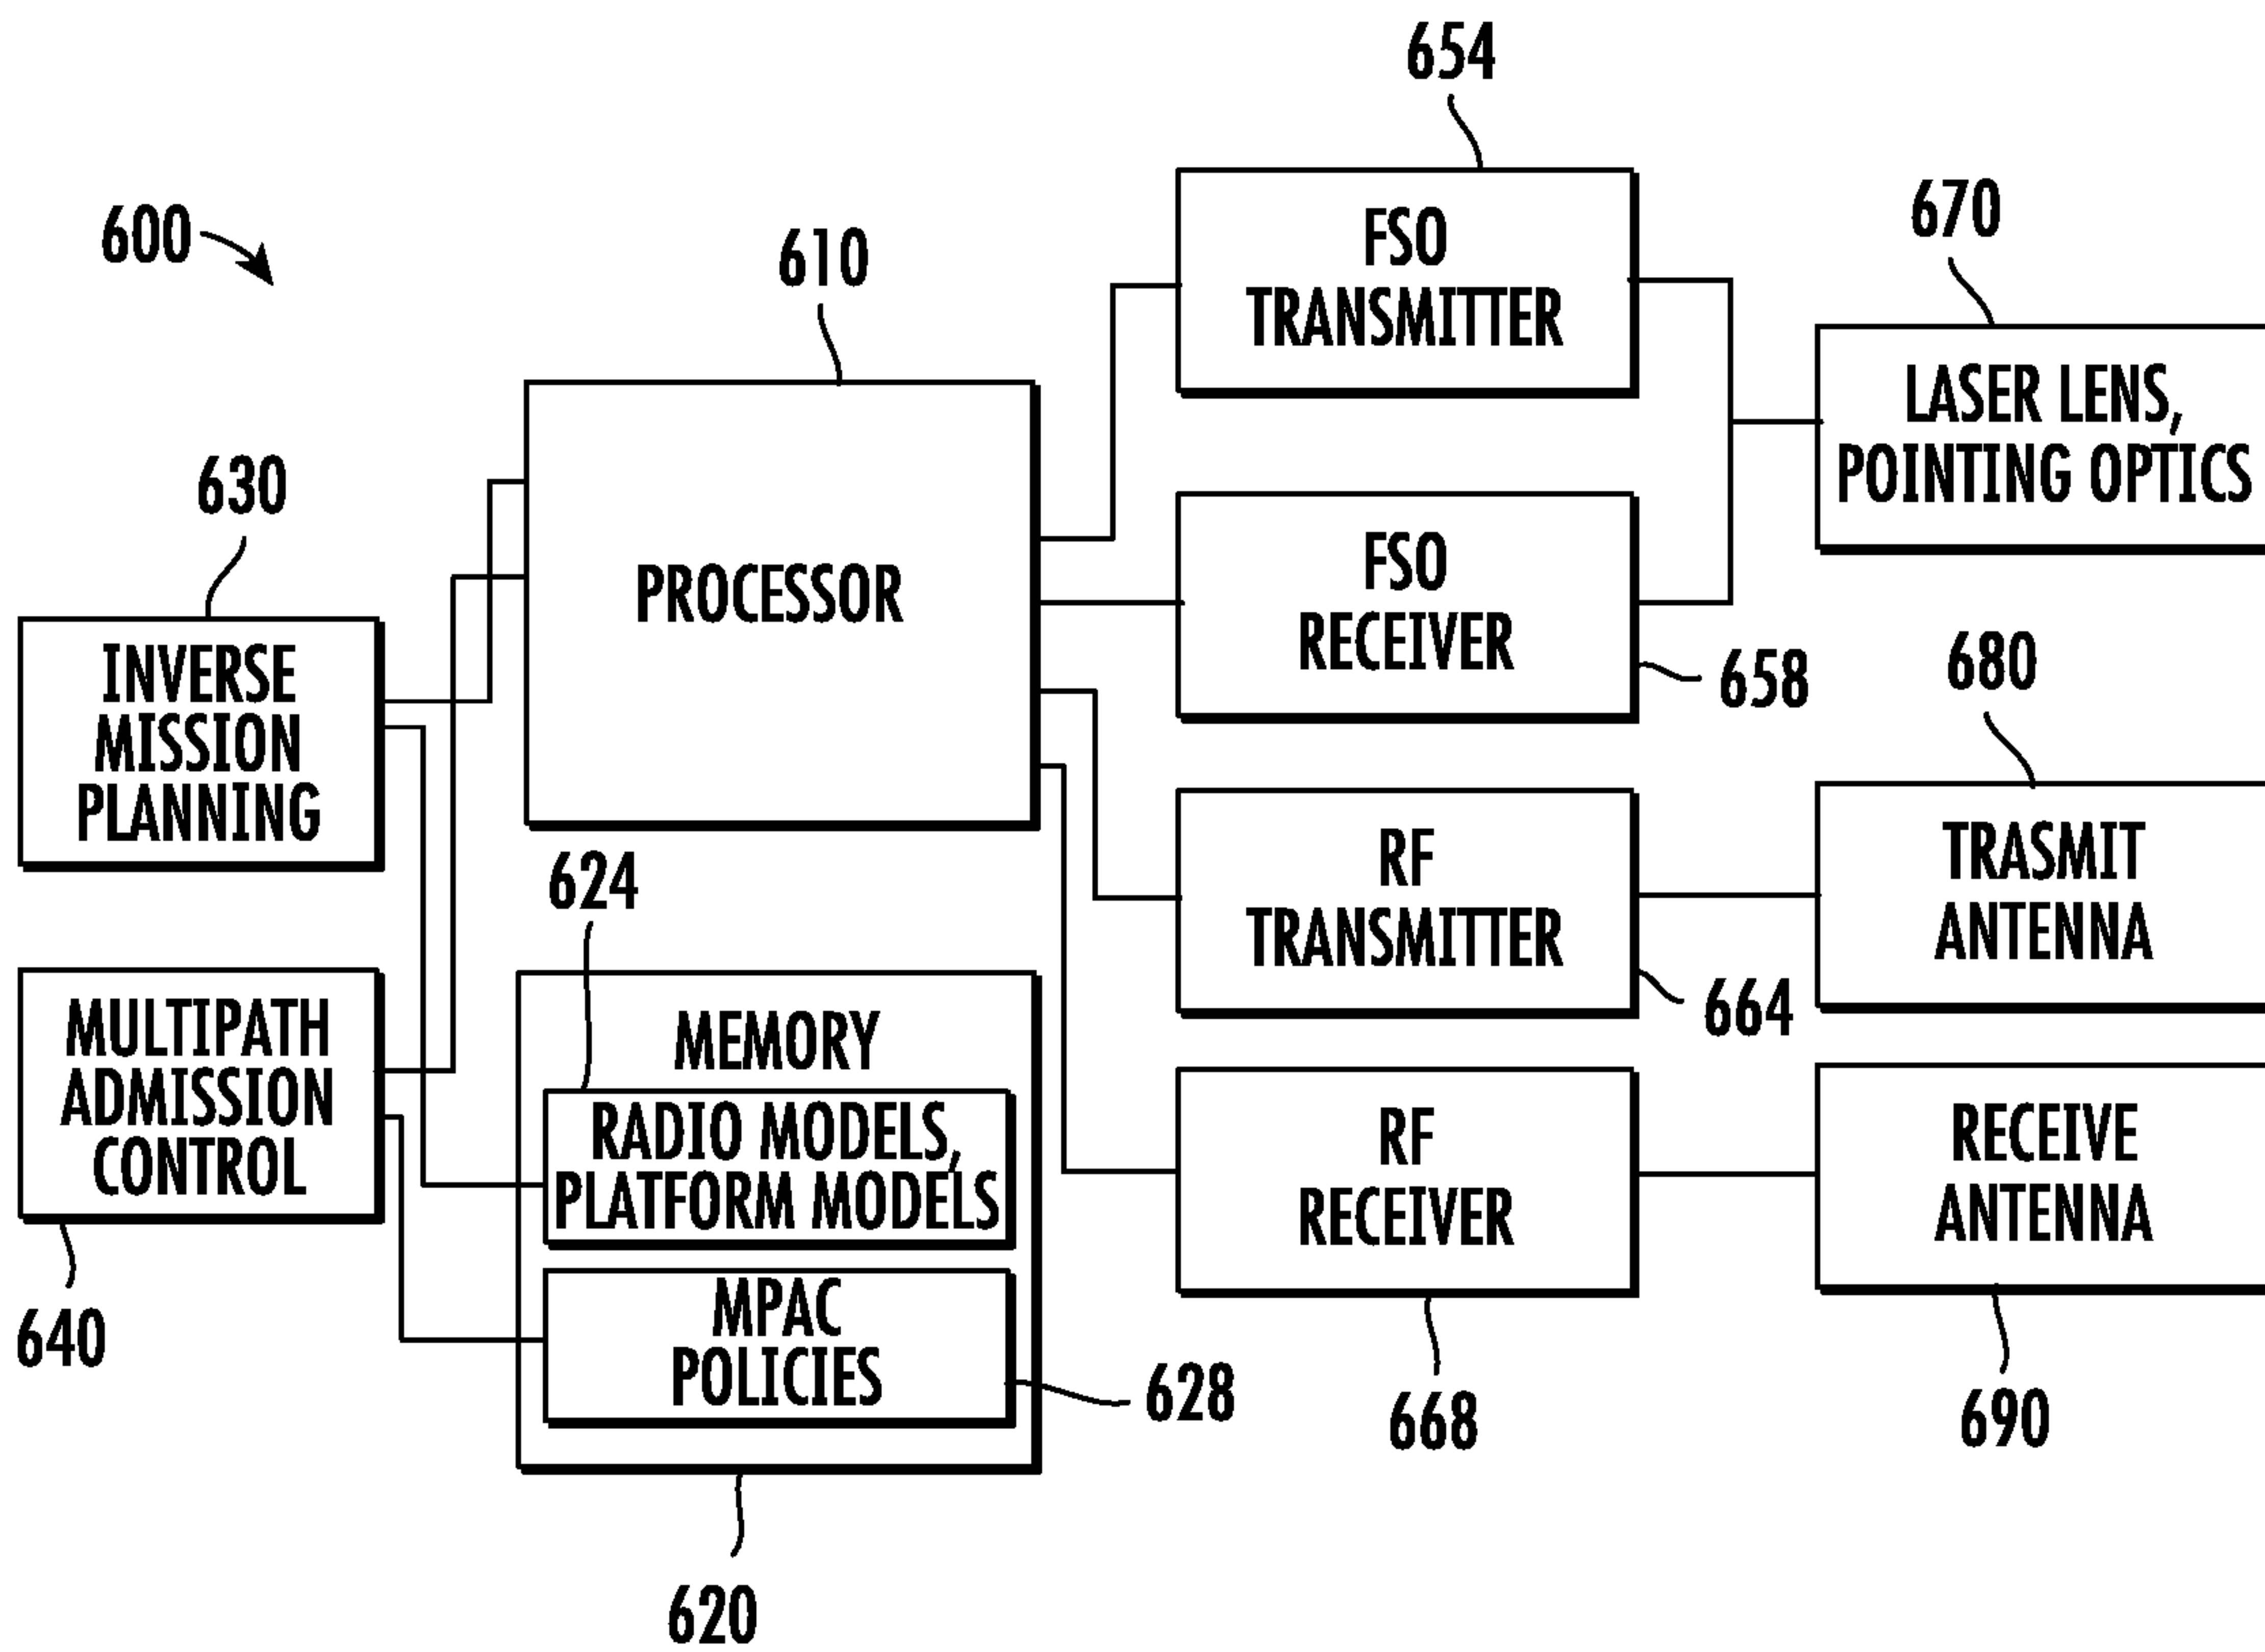 600
610
PROCESSOR
630
INVERSE
MISSION
PLANNING
640
MULTIPATH
ADMISSION
CONTROL
620
MEMORY
624
RADIO MODELS,
PLATFORM MODELS
MPAC
POLICIES
628
654
FSO
TRANSMITTER
FSO
RECEIVER
658
RF
TRANSMITTER
664
RF
RECEIVER
668
670
LASER LENS,
POINTING OPTICS
680
TRASMIT
ANTENNA
RECEIVE
ANTENNA
690